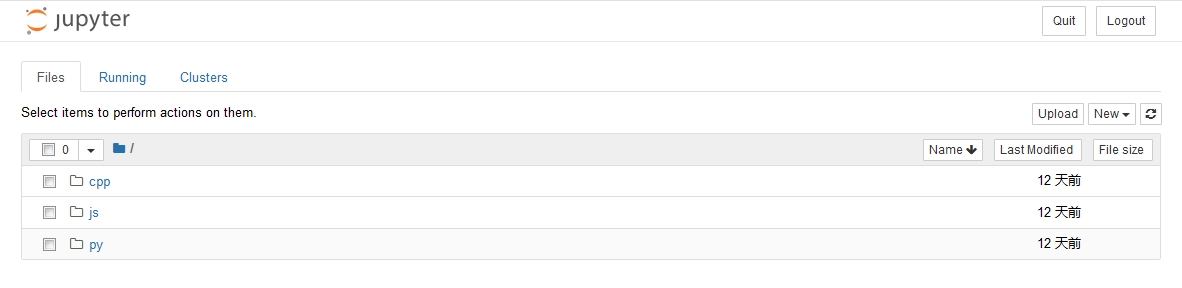 jupyter Quit Logout
Files Running Clusters
Select items to perform actions on them. Upload New
0 / Name Last Modified File size
cpp 12 天前
js 12 天前
py 12 天前